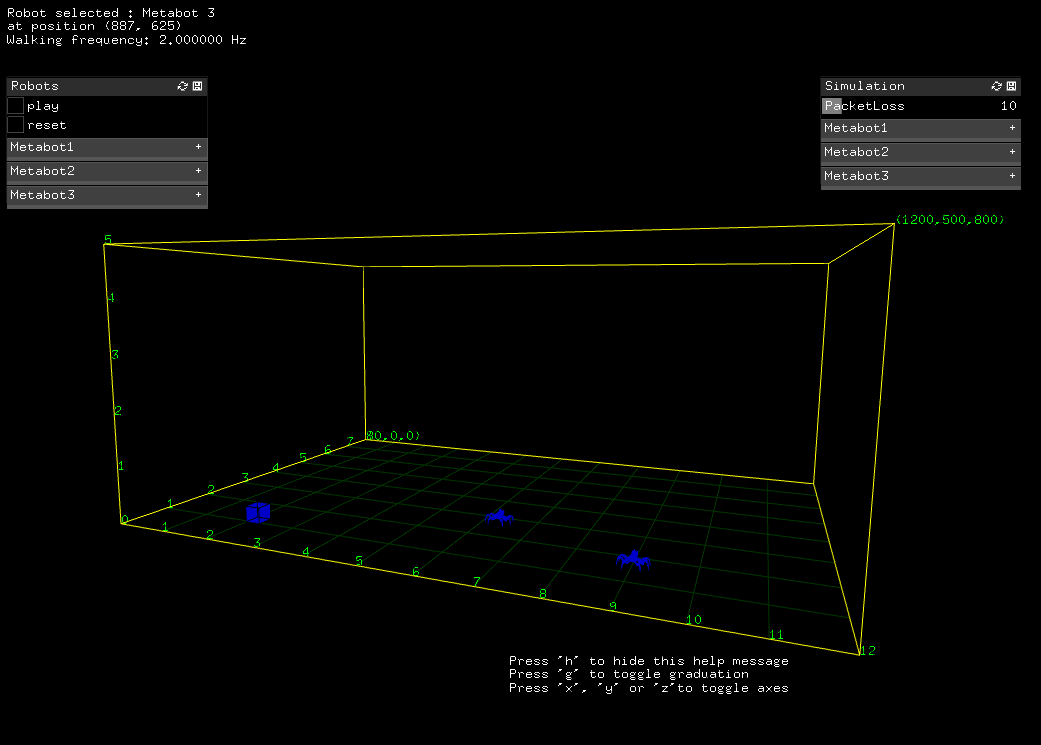 Robot selected : Metabot 3
at position (887, 625)
Walking frequency: 2.000000 Hz
Robots
play
reset
Metabot1 +
Metabot2 +
Metabot3 +
Simulation
PacketLoss 10
Metabot1 +
Metabot2 +
Metabot3 +
(1200,500,800)
5
4
3
2
1
0
1
2
3
4
5
6
7
0,0,0)
1
2
3
4
5
6
7
8
9
10
11
12
Press "h" to hide this help message
Press "g" to toggle graduation
Press "x", "y" or "z"to toggle axes